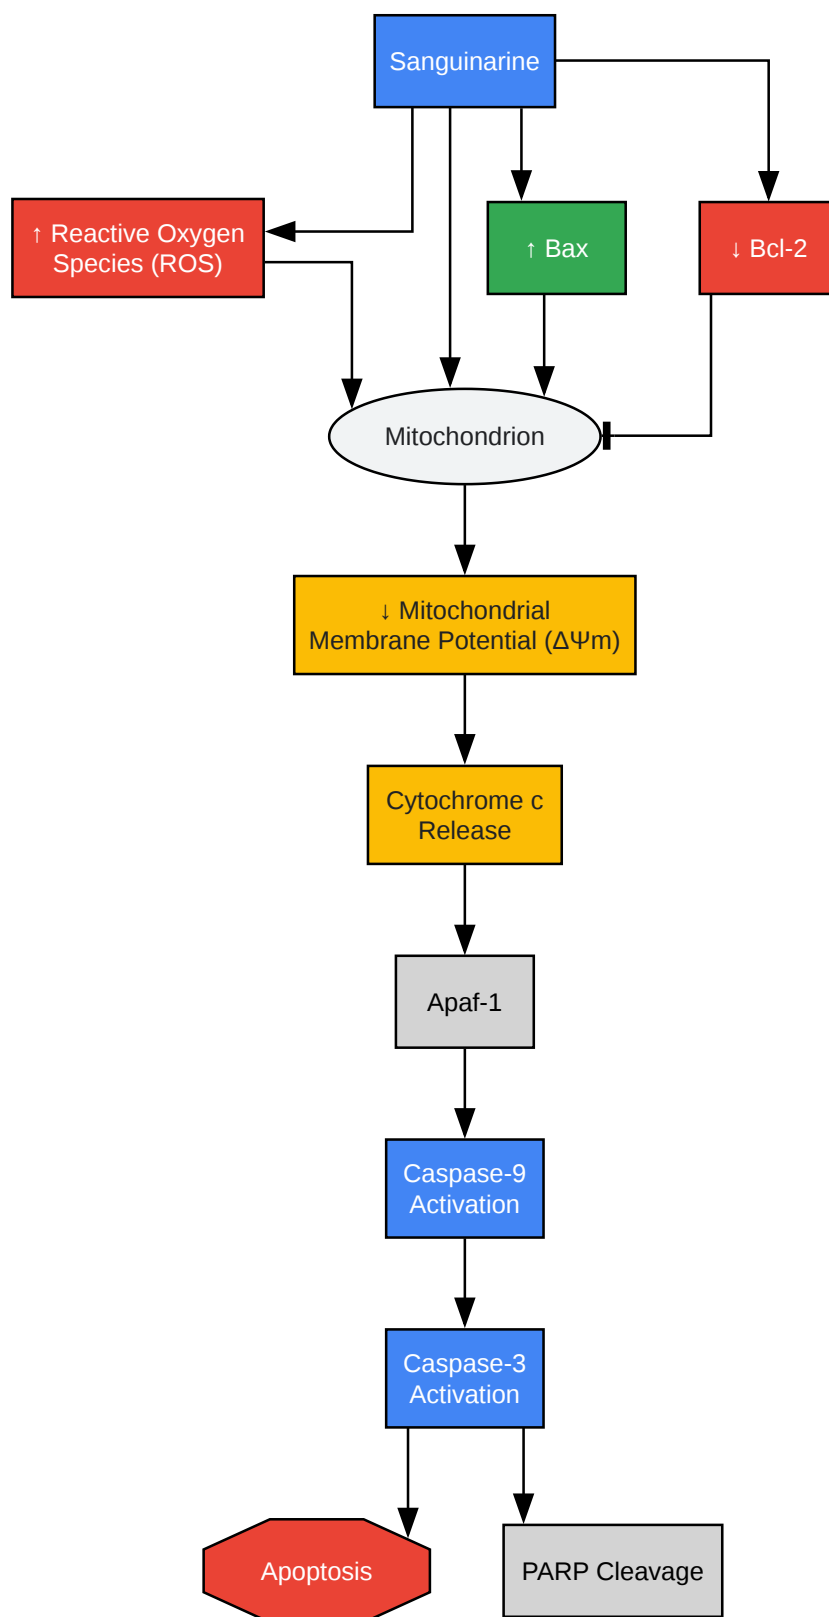 Sanguinarine
↑ Reactive Oxygen
Species (ROS)
↑ Bax
↓ Bcl-2
Mitochondrion
↓ Mitochondrial
Membrane Potential (ΔΨm)
Cytochrome c
Release
Apaf-1
Caspase-9
Activation
Caspase-3
Activation
Apoptosis
PARP Cleavage